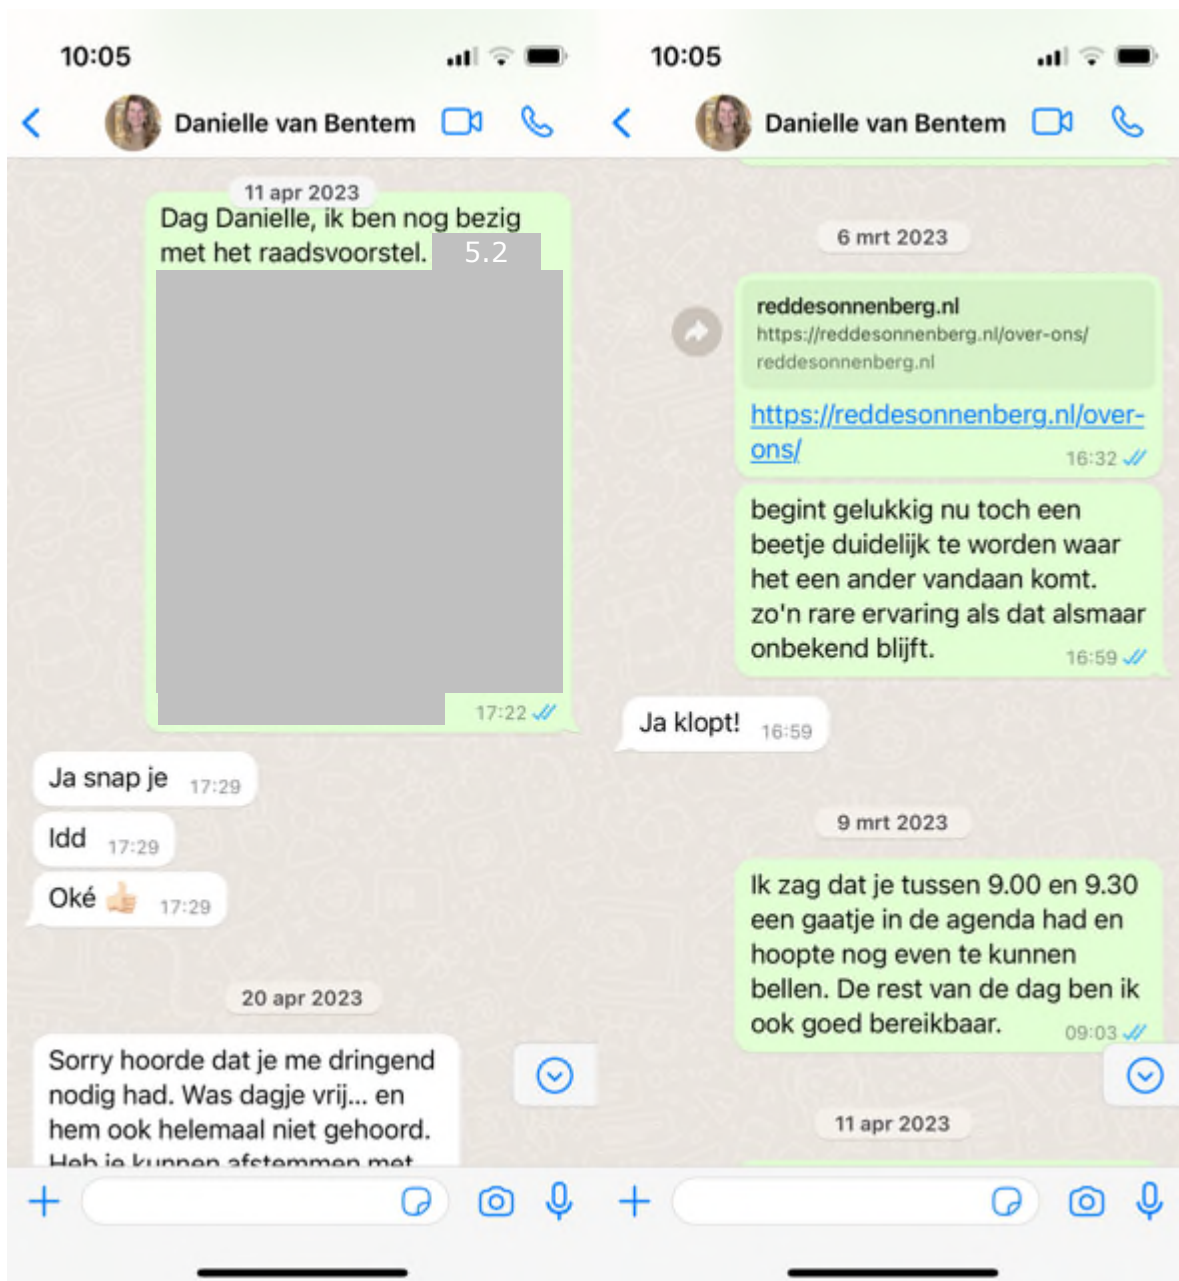 10:05
Danielle van Bentem
11 apr 2023
Dag Danielle, ik ben nog bezig
met het raadsvoorstel. 5.2
17:22
Ja snap je 17:29
Idd 17:29
Oké 👍🏻 17:29
20 apr 2023
Sorry hoorde dat je me dringend
nodig had. Was dagje vrij... en
hem ook helemaal niet gehoord.
Heb je kunnen afstemmen met
10:05
Danielle van Bentem
6 mrt 2023
reddesonnenberg.nl
https://reddesonnenberg.nl/over-ons/
reddesonnenberg.nl
https://reddesonnenberg.nl/over-
ons/ 16:32
begint gelukkig nu toch een
beetje duidelijk te worden waar
het een ander vandaan komt.
zo'n rare ervaring als dat alsmaar
onbekend blijft. 16:59
Ja klopt! 16:59
9 mrt 2023
Ik zag dat je tussen 9.00 en 9.30
een gaatje in de agenda had en
hoopte nog even te kunnen
bellen. De rest van de dag ben ik
ook goed bereikbaar. 09:03
11 apr 2023